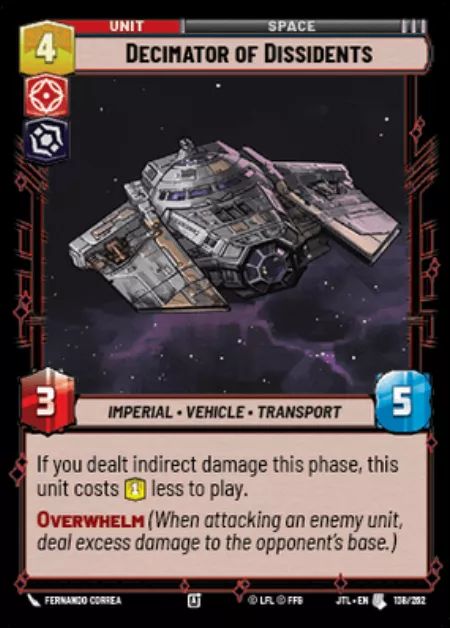 UNIT SPACE
4 DECIMATOR OF DISSIDENTS
3 IMPERIAL • VEHICLE • TRANSPORT 5
If you dealt indirect damage this phase, this
unit costs 1 less to play.
OVERWHELM (When attacking an enemy unit,
deal excess damage to the opponent's base.)
FERNANDO CORREA A © LFL © FFG JTL • EN 136/262